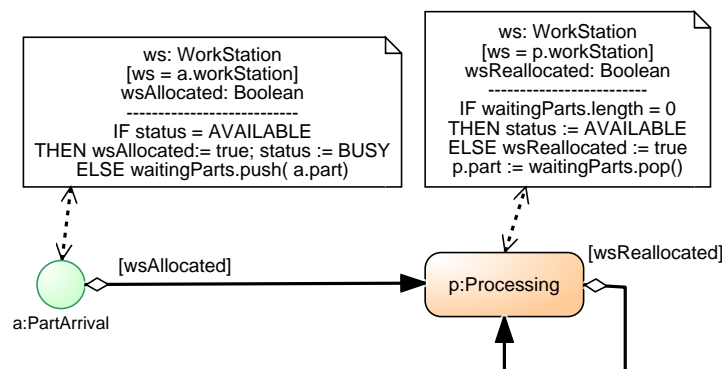 ws: WorkStation
[ws = a.workStation]
wsAllocated: Boolean
---------------------------
IF status = AVAILABLE
THEN wsAllocated:= true; status := BUSY
ELSE waitingParts.push( a.part)
ws: WorkStation
[ws = p.workStation]
wsReallocated: Boolean
-------------------------
IF waitingParts.length = 0
THEN status := AVAILABLE
ELSE wsReallocated := true
p.part := waitingParts.pop()
[wsAllocated]
[wsReallocated]
p:Processing
a:PartArrival